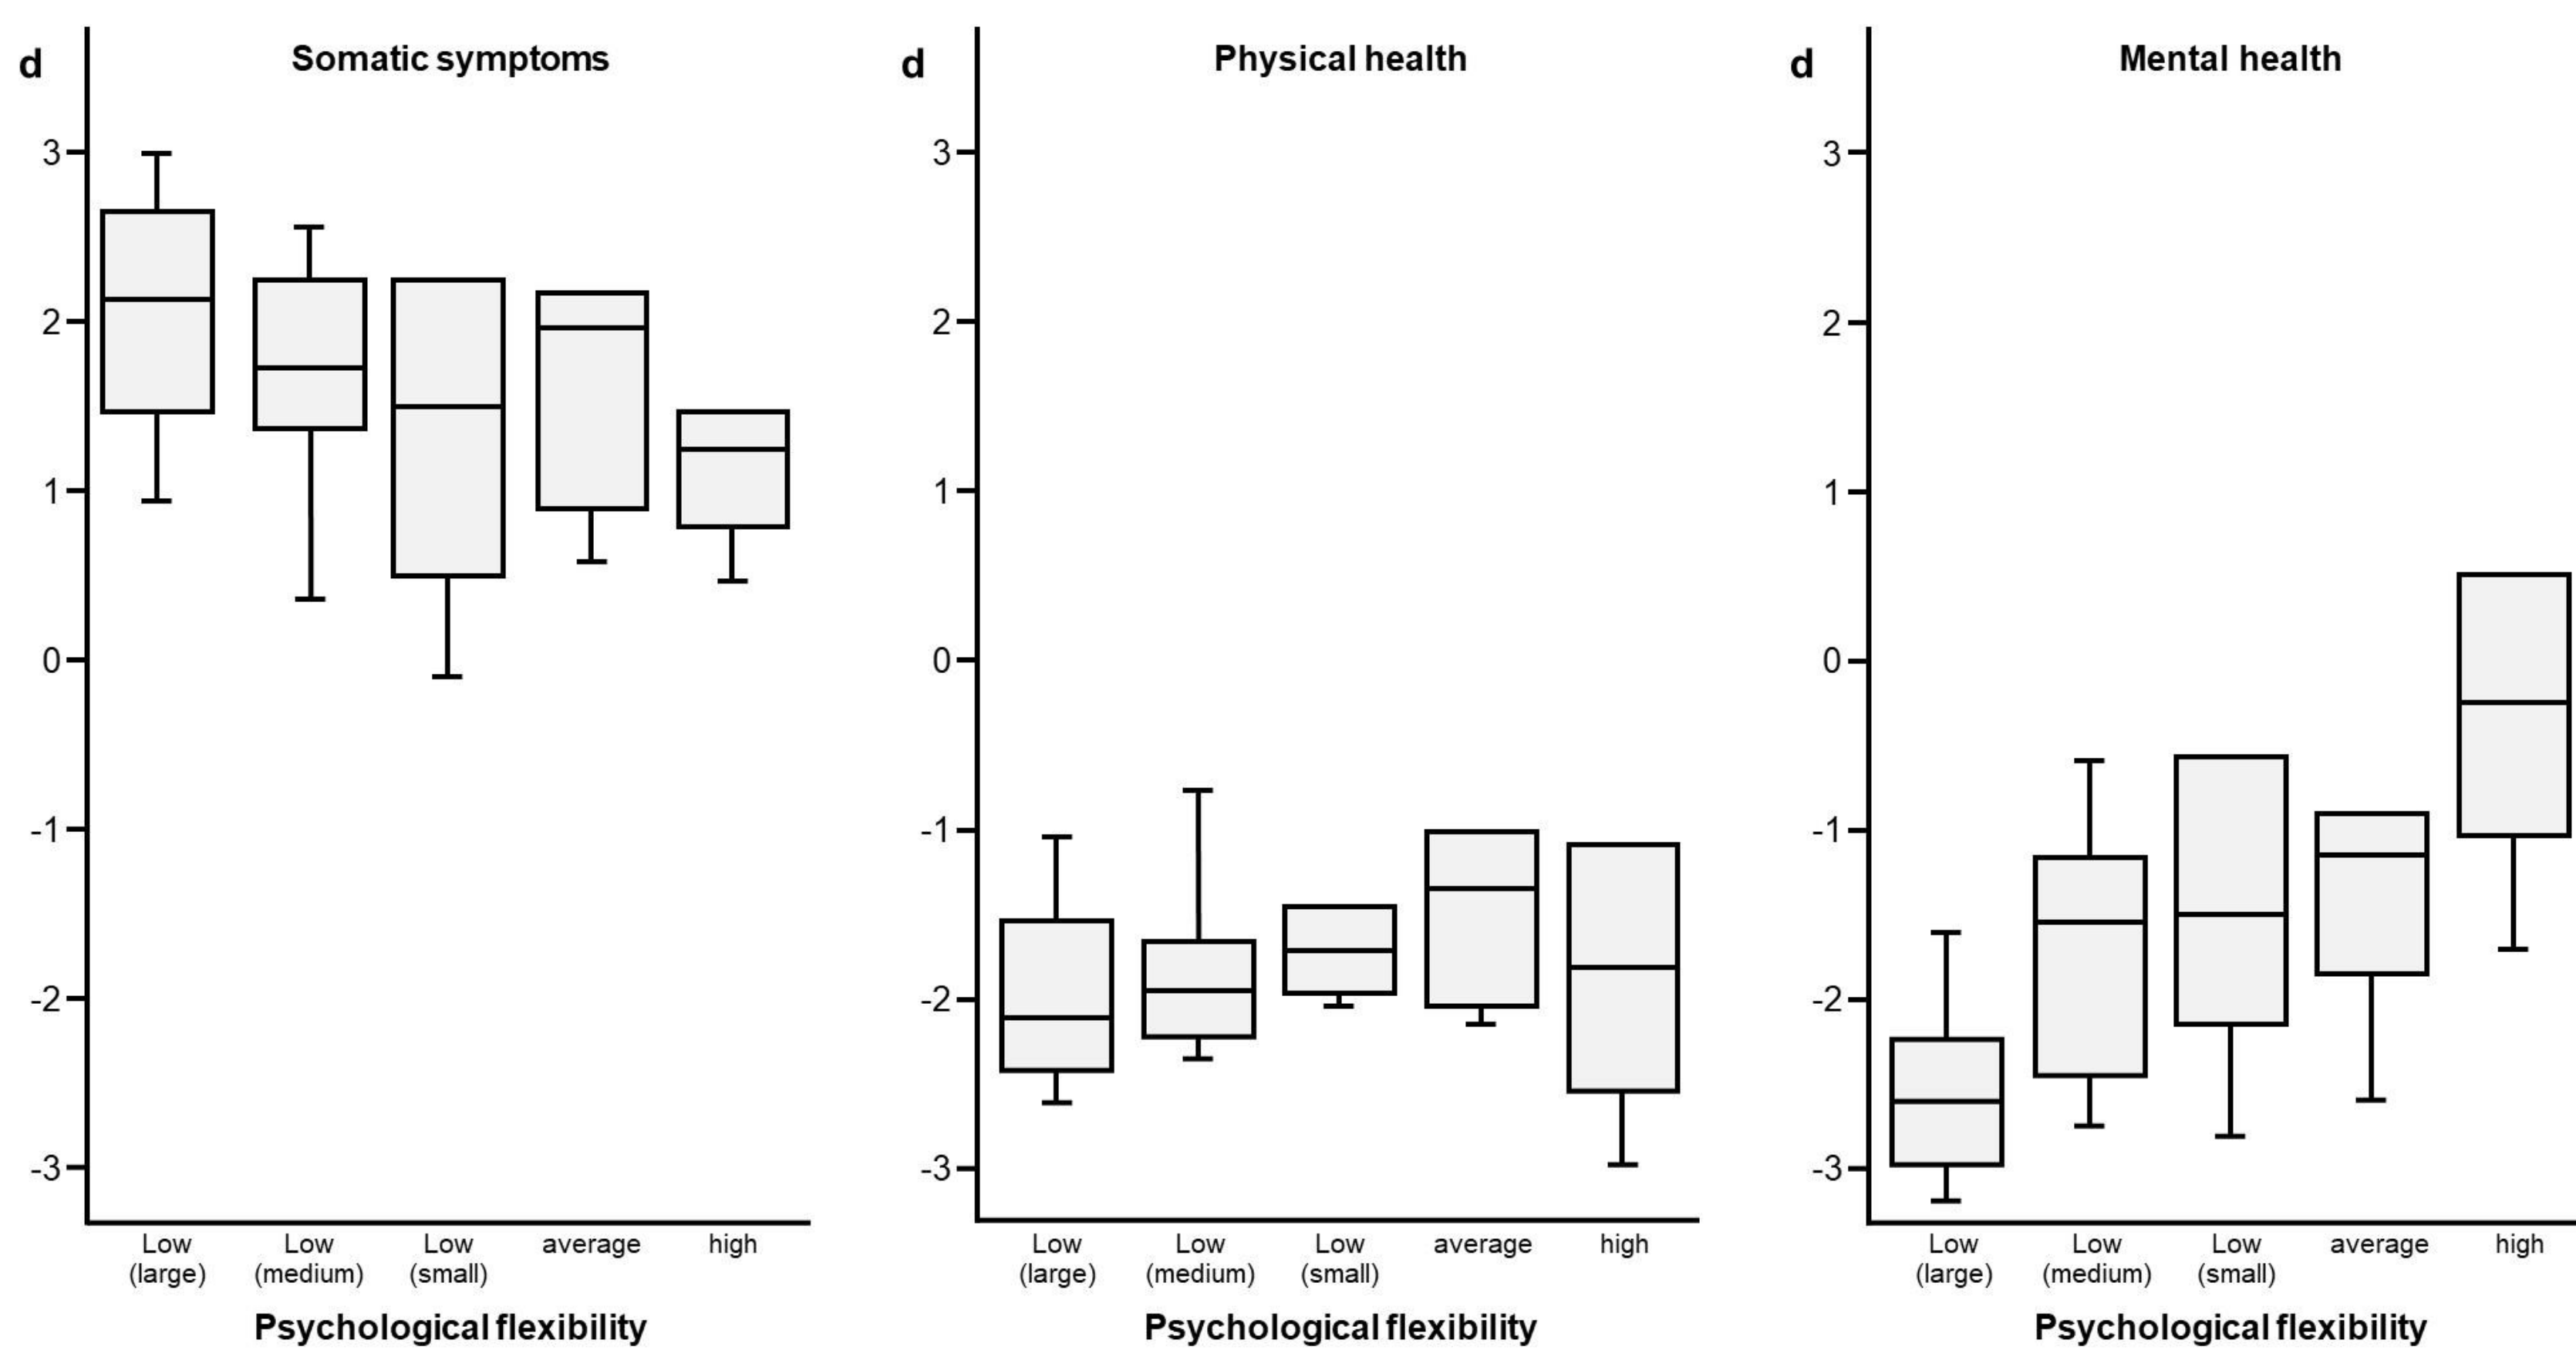 d Somatic symptoms
3
2
1
0
-1
-2
-3
Low Low Low average high
(large) (medium) (small)
Psychological flexibility
d Physical health
3
2
1
0
-1
-2
-3
Low Low Low average high
(large) (medium) (small)
Psychological flexibility
d Mental health
3
2
1
0
-1
-2
-3
Low Low Low average high
(large) (medium) (small)
Psychological flexibility